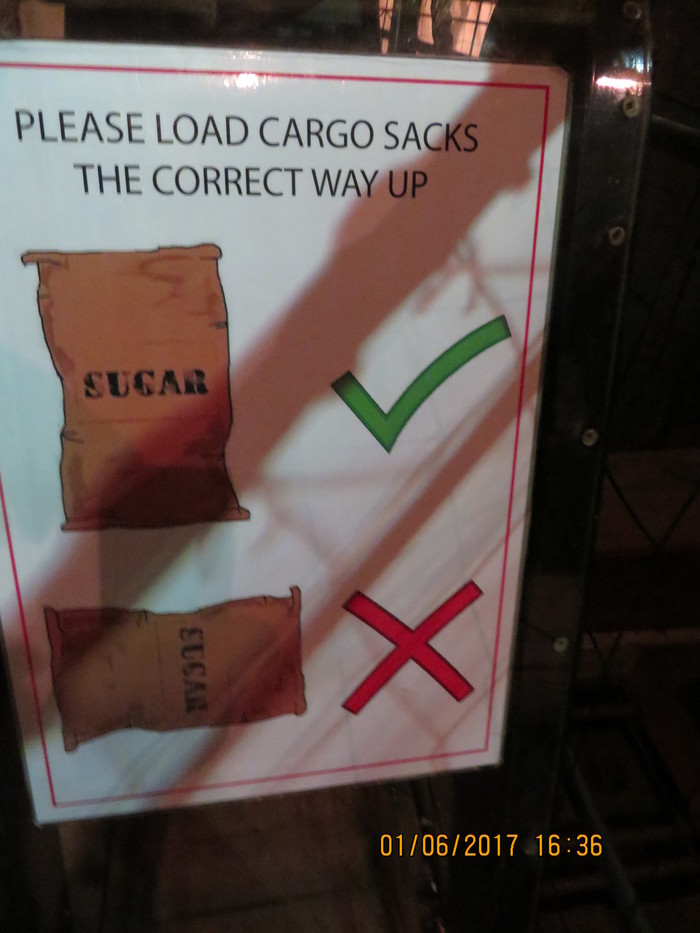 PLEASE LOAD CARGO SACKS
THE CORRECT WAY UP
SUGAR
SUGAR
01/06/2017 16:36